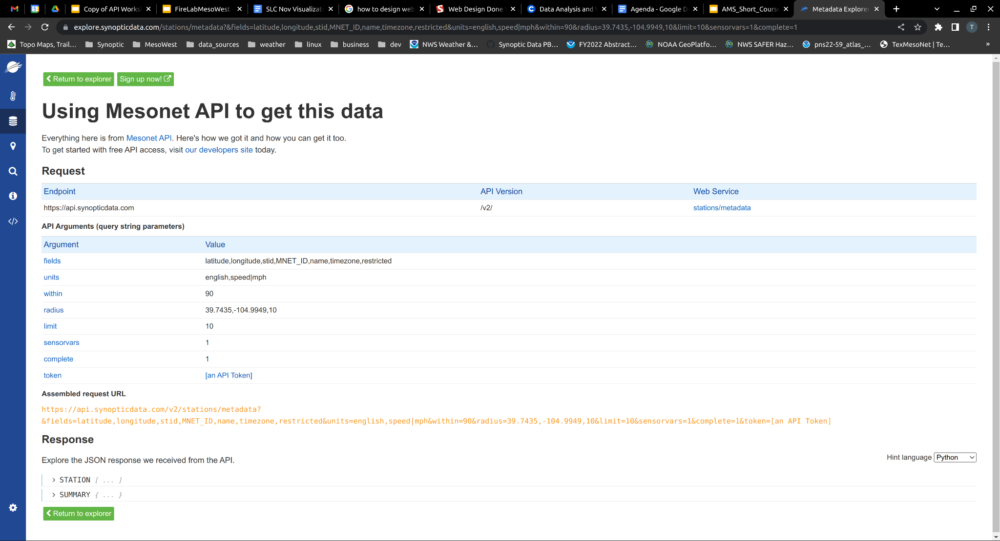 Copy of API Works
FireLabMesoWest -
SLC Nov Visualizat
how to design web
Web Design Done
Data Analysis and
Agenda - Google D
AMS_Short_Course
Metadata Explorer
explore.synopticdata.com/stations/metadata?&fields=latitude,longitude,stid,MNET_ID,name,timezone,restricted&units=english,speed|mph&within=90&radius=39.7435,-104.9949,10&limit=10&sensorvars=1&complete=1
T
Topo Maps, Trail...
Synoptic
MesoWest
data_sources
weather
linux
business
dev
NWS Weather &...
Synoptic Data PB...
FY2022 Abstract...
NOAA GeoPlatfo...
NWS SAFER Haz...
pns22-59_atlas_...
TexMesoNet | Te...
»
Return to explorer
Sign up now!
Using Mesonet API to get this data
Everything here is from Mesonet API. Here's how we got it and how you can get it too.
To get started with free API access, visit our developers site today.
Request
Endpoint API Version Web Service
https://api.synopticdata.com /v2/ stations/metadata
API Arguments (query string parameters)
Argument Value
fields latitude,longitude,stid,MNET_ID,name,timezone,restricted
units english,speed|mph
within 90
radius 39.7435,-104.9949,10
limit 10
sensorvars 1
complete 1
token [an API Token]
Assembled request URL
https://api.synopticdata.com/v2/stations/metadata?
&fields=latitude,longitude,stid,MNET_ID,name,timezone,restricted&units=english,speed|mph&within=90&radius=39.7435,-104.9949,10&limit=10&sensorvars=1&complete=1&token=[an API Token]
Response
Explore the JSON response we received from the API.
Hint language Python
STATION [ ... ]
SUMMARY { ... }
Return to explorer